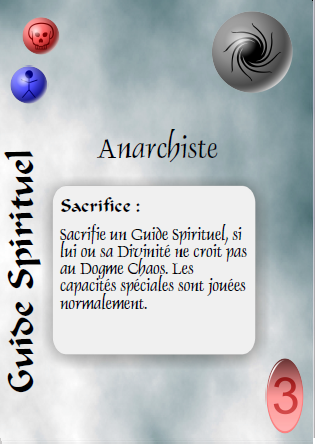 Anarchiste
Guide Spirituel
Sacrifice :
Sacrifie un Guide Spirituel, si
lui ou sa Divinité ne croit pas
au Dogme Chaos. Les
capacités spéciales sont jouées
normalement.
3